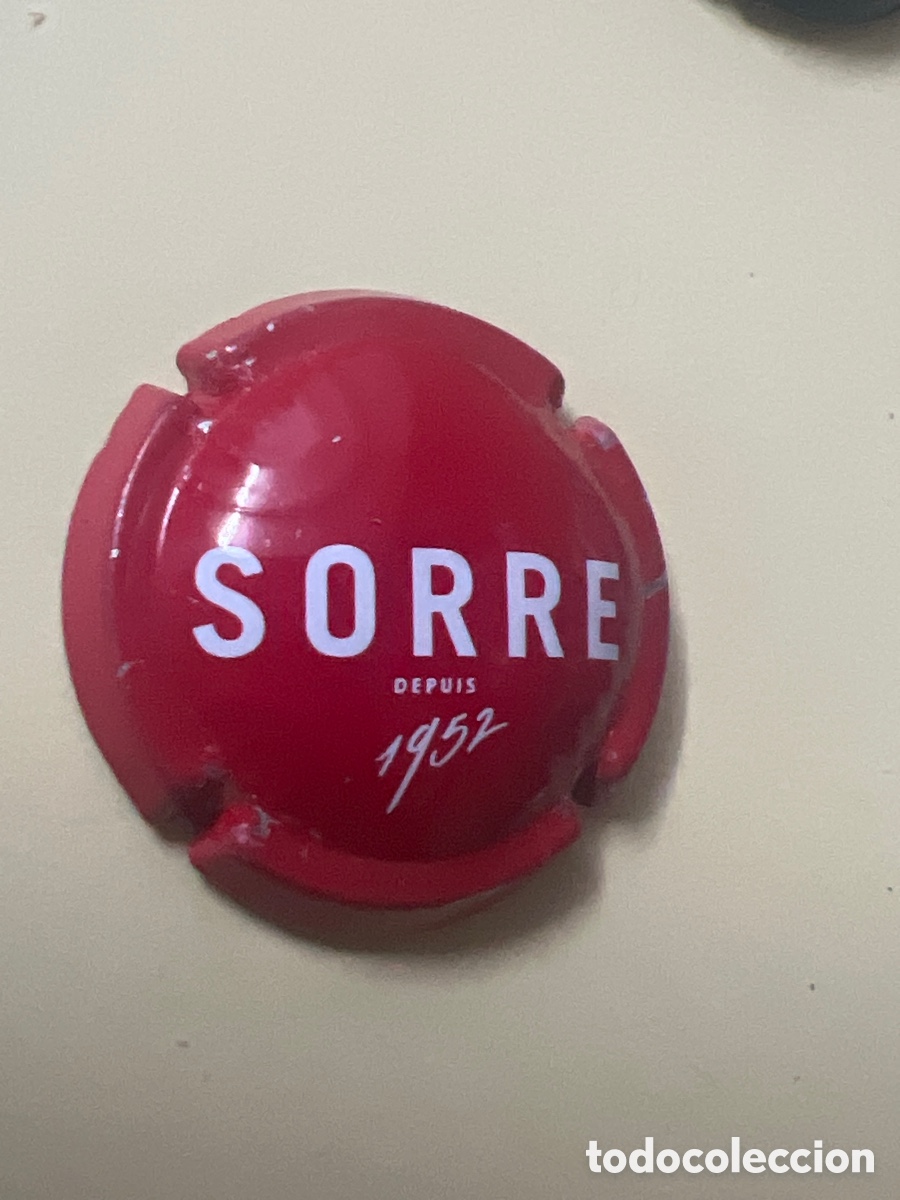 SORRE
DEPUIS
1952
todocoleccion